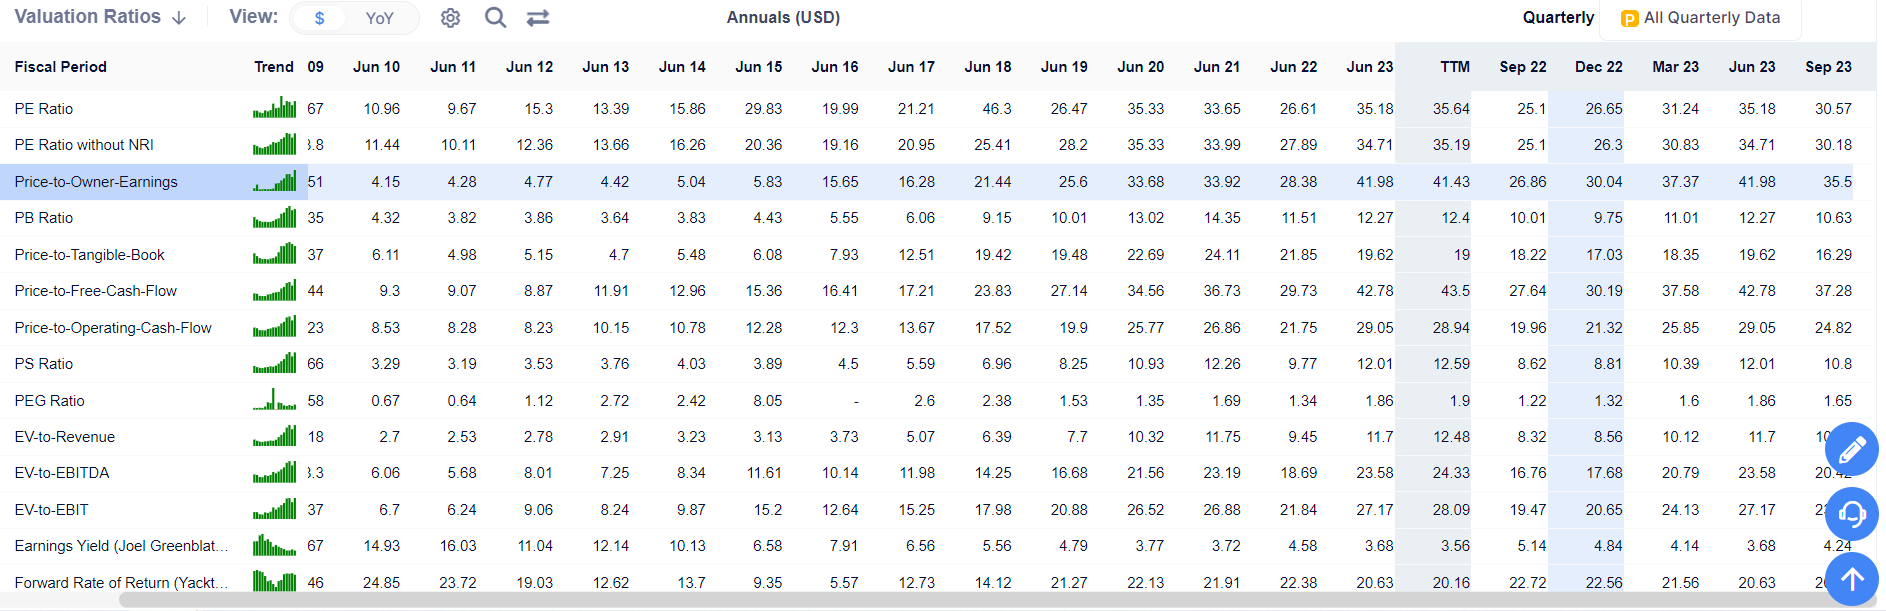 Valuation Ratios View: $ YoY Annuals (USD) Quarterly P All Quarterly Data
Fiscal Period Trend 09 Jun 10 Jun 11 Jun 12 Jun 13 Jun 14 Jun 15 Jun 16 Jun 17 Jun 18 Jun 19 Jun 20 Jun 21 Jun 22 Jun 23 TTM Sep 22 Dec 22 Mar 23 Jun 23 Sep 23
PE Ratio 67 10.96 9.67 15.3 13.39 15.86 29.83 19.99 21.21 46.3 26.47 35.33 33.65 26.61 35.18 35.64 25.1 26.65 31.24 35.18 30.57
PE Ratio without NRI 3.8 11.44 10.11 12.36 13.66 16.26 20.36 19.16 20.95 25.41 28.2 35.33 33.99 27.89 34.71 35.19 25.1 26.3 30.83 34.71 30.18
Price-to-Owner-Earnings 51 4.15 4.28 4.77 4.42 5.04 5.83 15.65 16.28 21.44 25.6 33.68 33.92 28.38 41.98 41.43 26.86 30.04 37.37 41.98 35.5
PB Ratio 35 4.32 3.82 3.86 3.64 3.83 4.43 5.55 6.06 9.15 10.01 13.02 14.35 11.51 12.27 12.4 10.01 9.75 11.01 12.27 10.63
Price-to-Tangible-Book 37 6.11 4.98 5.15 4.7 5.48 6.08 7.93 12.51 19.42 19.48 22.69 24.11 21.85 19.62 19 18.22 17.03 18.35 19.62 16.29
Price-to-Free-Cash-Flow 44 9.3 9.07 8.87 11.91 12.96 15.36 16.41 17.21 23.83 27.14 34.56 36.73 29.73 42.78 43.5 27.64 30.19 37.58 42.78 37.28
Price-to-Operating-Cash-Flow 23 8.53 8.28 8.23 10.15 10.78 12.28 12.3 13.67 17.52 19.9 25.77 26.86 21.75 29.05 28.94 19.96 21.32 25.85 29.05 24.82
PS Ratio 66 3.29 3.19 3.53 3.76 4.03 3.89 4.5 5.59 6.96 8.25 10.93 12.26 9.77 12.01 12.59 8.62 8.81 10.39 12.01 10.8
PEG Ratio 58 0.67 0.64 1.12 2.72 2.42 8.05 - 2.6 2.38 1.53 1.35 1.69 1.34 1.86 1.9 1.22 1.32 1.6 1.86 1.65
EV-to-Revenue 18 2.7 2.53 2.78 2.91 3.23 3.13 3.73 5.07 6.39 7.7 10.32 11.75 9.45 11.7 12.48 8.32 8.56 10.12 11.7
EV-to-EBITDA 3.3 6.06 5.68 8.01 7.25 8.34 11.61 10.14 11.98 14.25 16.68 21.56 23.19 18.69 23.58 24.33 16.76 17.68 20.79 23.58 20.42
EV-to-EBIT 37 6.7 6.24 9.06 8.24 9.87 15.2 12.64 15.25 17.98 20.88 26.52 26.88 21.84 27.17 28.09 19.47 20.65 24.13 27.17
Earnings Yield (Joel Greenblat... 67 14.93 16.03 11.04 12.14 10.13 6.58 7.91 6.56 5.56 4.79 3.77 3.72 4.58 3.68 3.56 5.14 4.84 4.14 3.68 4.24
Forward Rate of Return (Yackt... 46 24.85 23.72 19.03 12.62 13.7 9.35 5.57 12.73 14.12 21.27 22.13 21.91 22.38 20.63 20.16 22.72 22.56 21.56 20.63